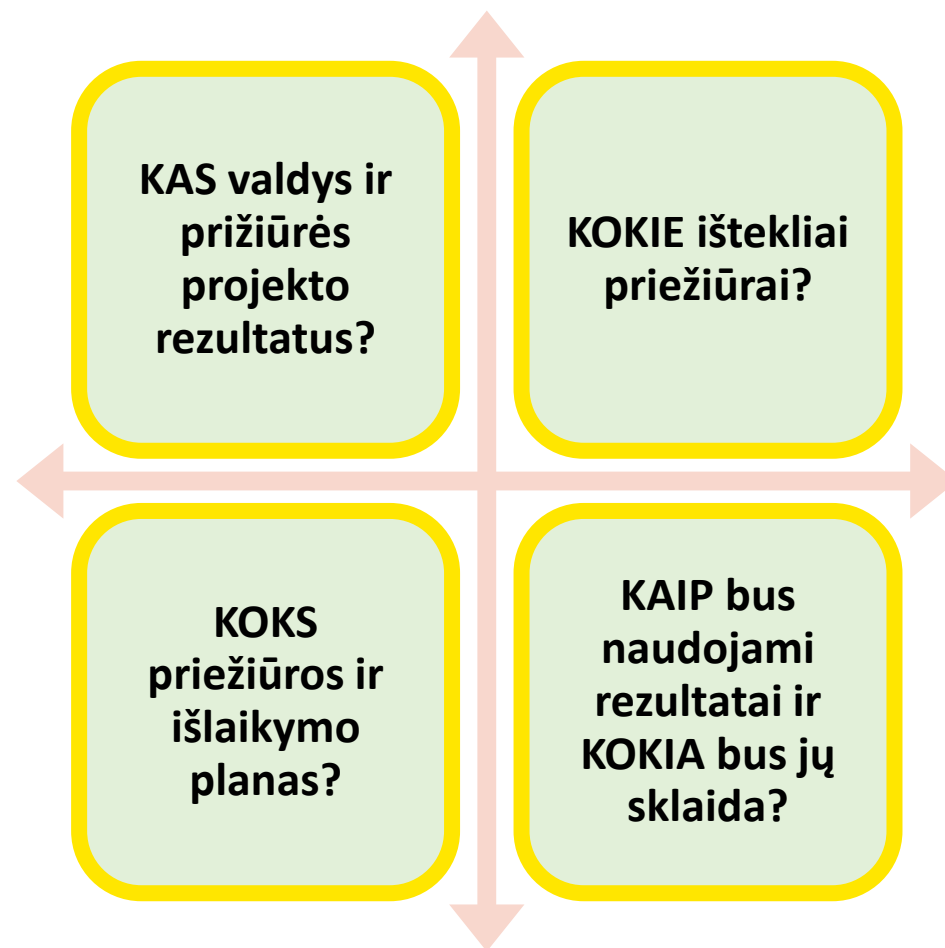 KAS valdys ir
prižiūrės
projekto
rezultatus?
KOKIE ištekliai
priežiūrai?
KOKS
priežiūros ir
išlaikymo
planas?
KAIP bus
naudojami
rezultatai ir
KOKIA bus jų
sklaida?